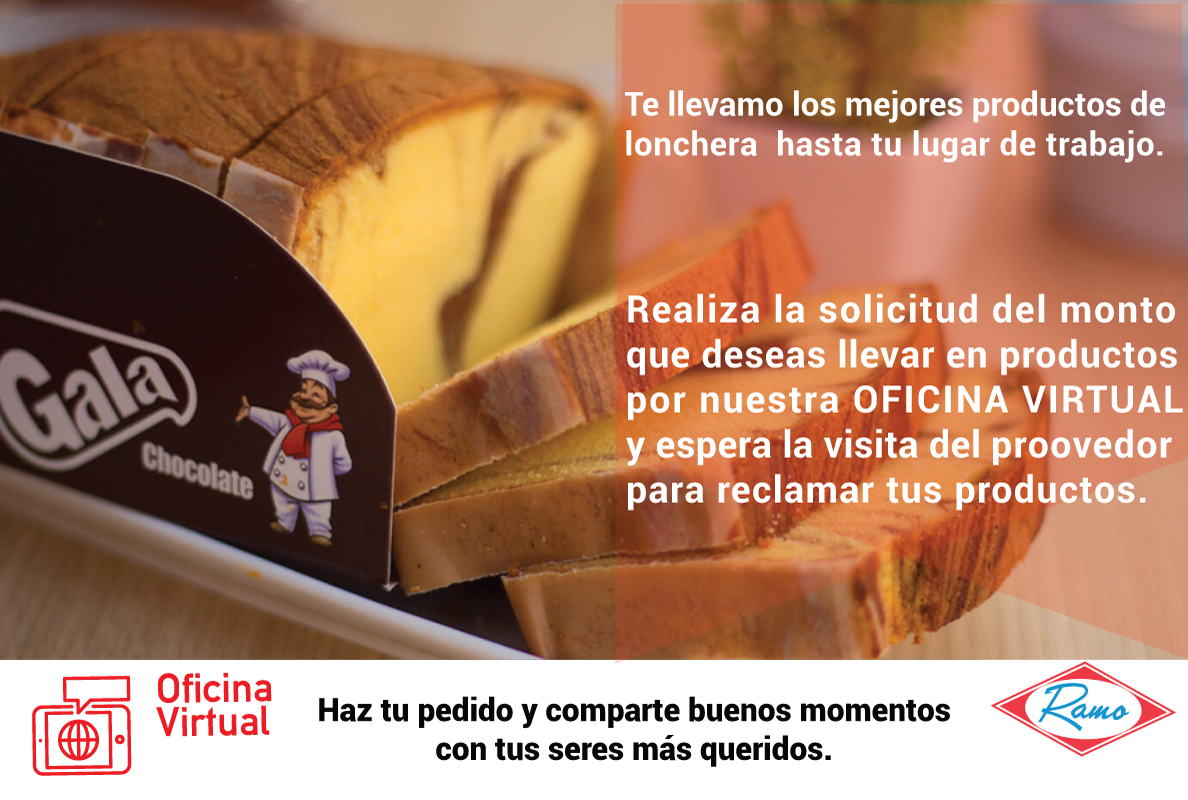 Te llevamo los mejores productos de
lonchera  hasta tu lugar de trabajo.
Realiza la solicitud del monto
que deseas llevar en productos
por nuestra OFICINA VIRTUAL
y espera la visita del proovedor
para reclamar tus productos.
Gala
Chocolate
Oficina
Virtual
Haz tu pedido y comparte buenos momentos
con tus seres más queridos.
Ramo